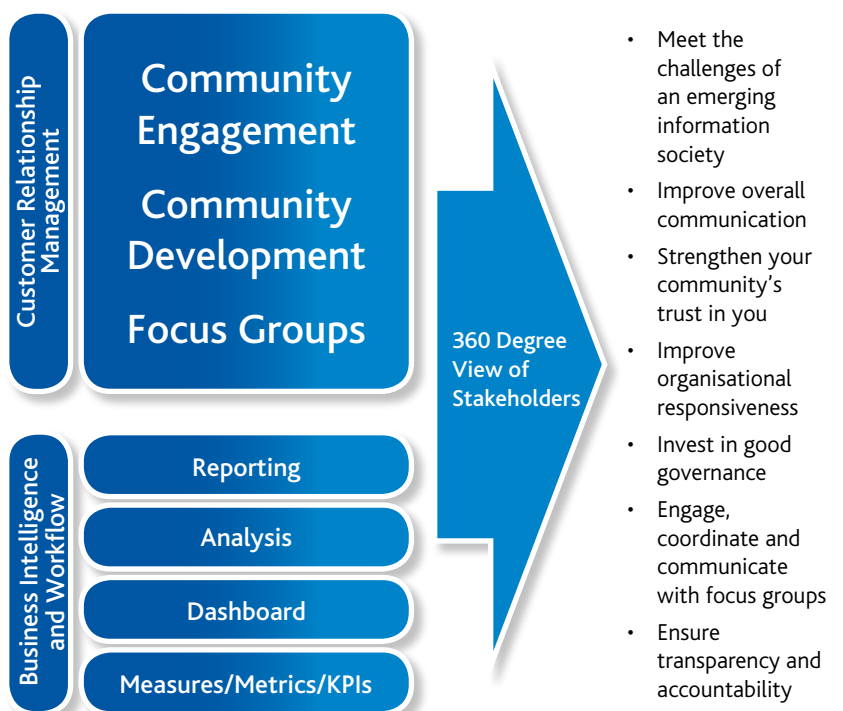 Customer Relationship
Management
Community
Engagement
Community
Development
Focus Groups
Business Intelligence
and Workflow
Reporting
Analysis
Dashboard
Measures/Metrics/KPIs
360 Degree
View of
Stakeholders
• Meet the
challenges of
an emerging
information
society
• Improve overall
communication
• Strengthen your
community’s
trust in you
• Improve
organisational
responsiveness
• Invest in good
governance
• Engage,
coordinate and
communicate
with focus groups
• Ensure
transparency and
accountability